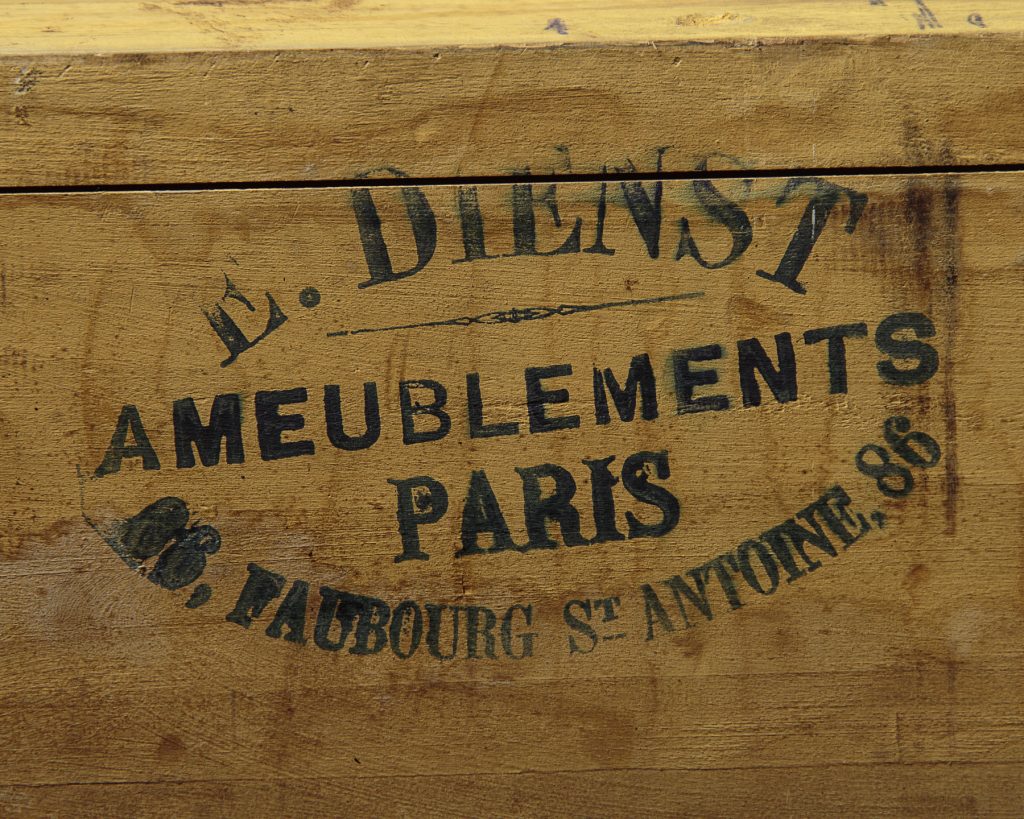 E. DIENST
AMEUBLEMENTS
PARIS
86, FAUBOURG ST ANTOINE, 86